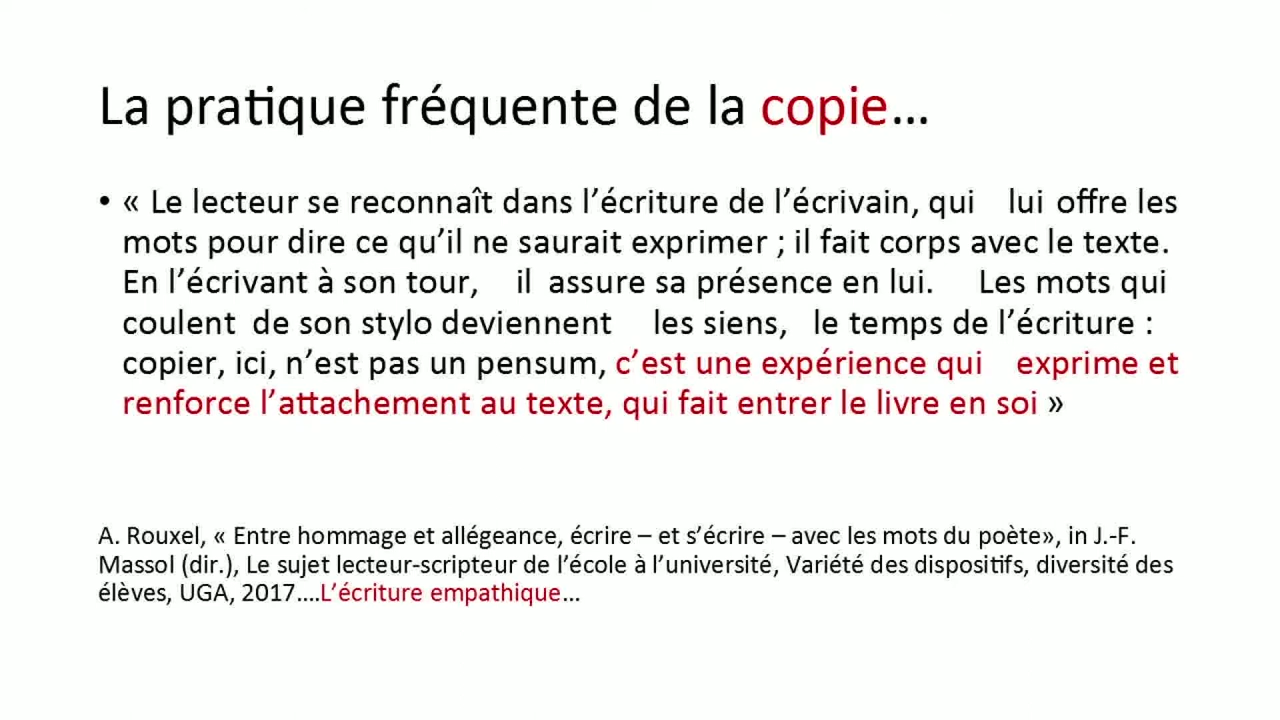 La pratique fréquente de la copie...
• « Le lecteur se reconnaît dans l’écriture de l’écrivain, qui lui offre les
mots pour dire ce qu’il ne saurait exprimer ; il fait corps avec le texte.
En l’écrivant à son tour, il assure sa présence en lui. Les mots qui
coulent de son stylo deviennent les siens, le temps de l’écriture :
copier, ici, n’est pas un pensum, c’est une expérience qui exprime et
renforce l’attachement au texte, qui fait entrer le livre en soi »
A. Rouxel, « Entre hommage et allégeance, écrire – et s’écrire – avec les mots du poète», in J.-F.
Massol (dir.), Le sujet lecteur-scripteur de l’école à l’université, Variété des dispositifs, diversité des
élèves, UGA, 2017....L’écriture empathique...